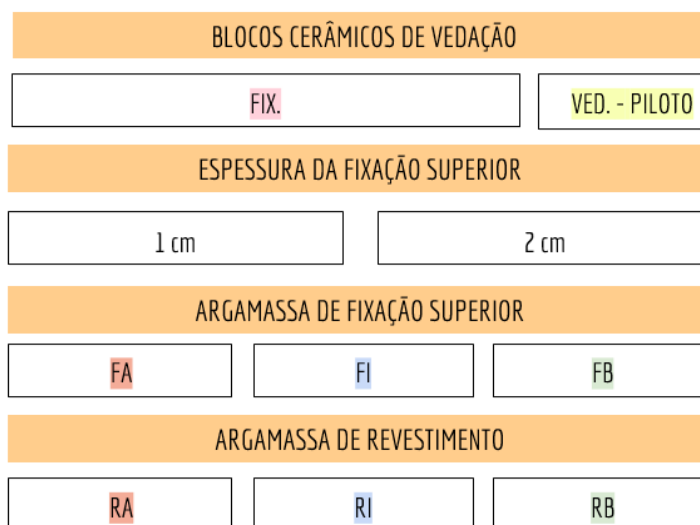 BLOCOS CERÂMICOS DE VEDAÇÃO
FIX. VED. - PILOTO
ESPESSURA DA FIXAÇÃO SUPERIOR
1 cm 2 cm
ARGAMASSA DE FIXAÇÃO SUPERIOR
FA FI FB
ARGAMASSA DE REVESTIMENTO
RA RI RB